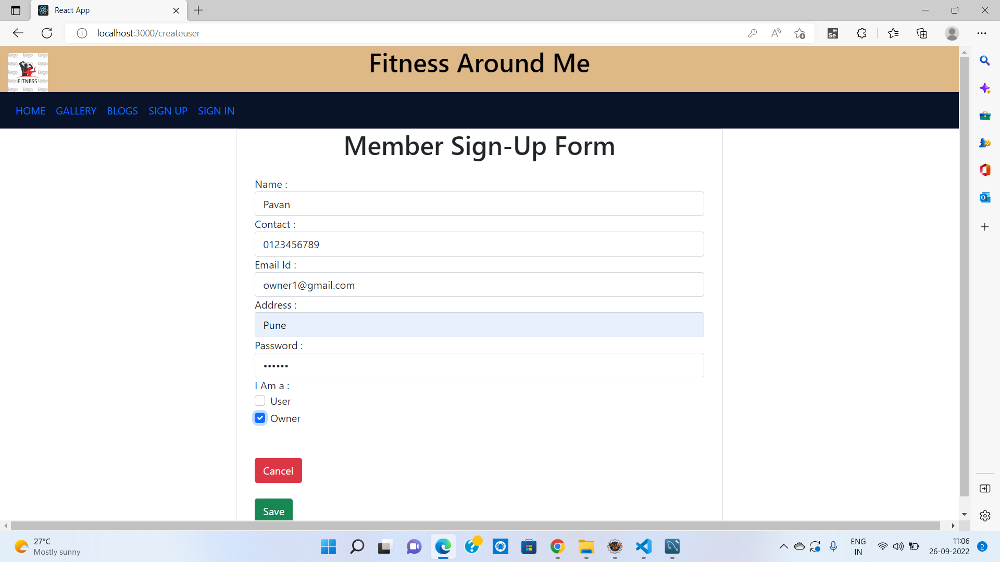 React App
localhost:3000/createuser
Se
Fitness Around Me
FITNESS
HOME GALLERY BLOGS SIGN UP SIGN IN
Member Sign-Up Form
Name :
Pavan
Contact :
0123456789
Email Id :
owner1@gmail.com
Address :
Pune
Password :
••••••
I Am a :
User
Owner
Cancel
Save
27°C
Mostly sunny
ENG
IN
11:06
26-09-2022
2